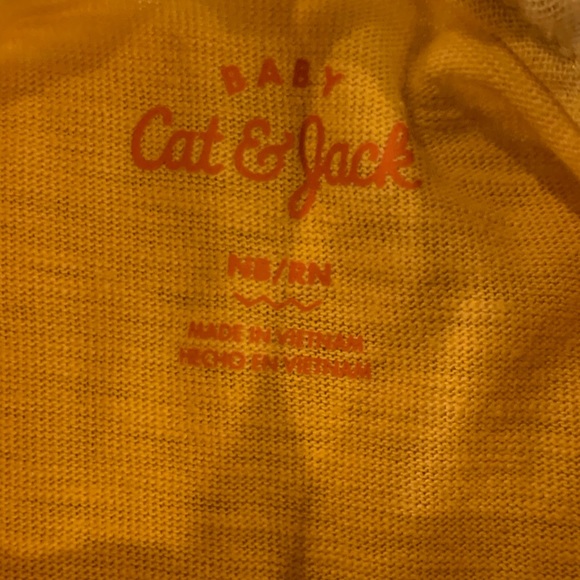 BABY
Cat & Jack
NB/RN
MADE IN VIETNAM
HECHO EN VIETNAM